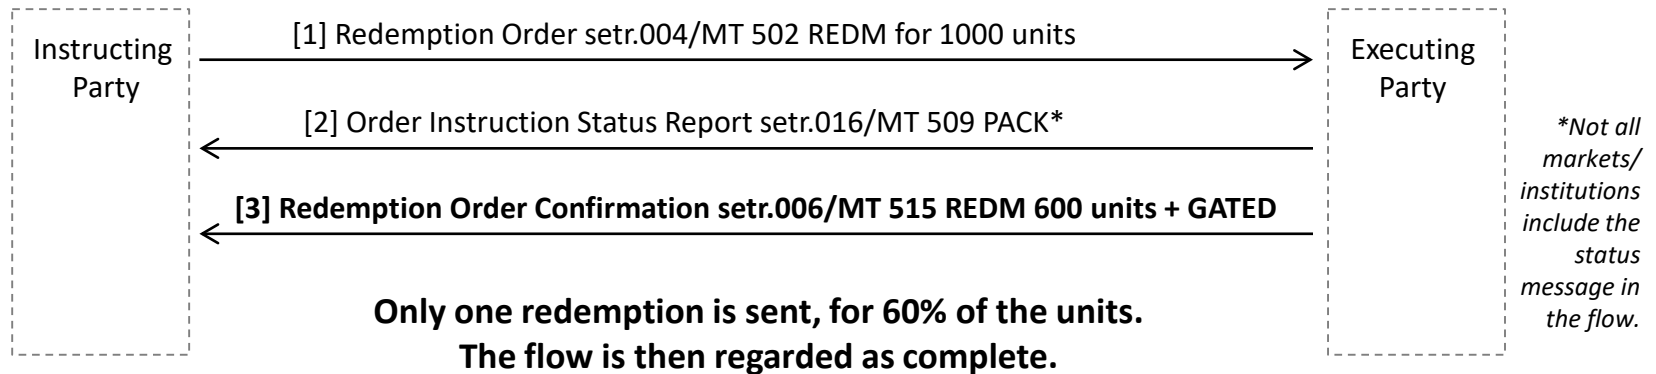 Instructing
Party
[1] Redemption Order setr.004/MT 502 REDM for 1000 units
Executing
Party
[2] Order Instruction Status Report setr.016/MT 509 PACK*
[3] Redemption Order Confirmation setr.006/MT 515 REDM 600 units + GATED
*Not all
markets/
institutions
include the
status
message in
the flow.
Only one redemption is sent, for 60% of the units.
The flow is then regarded as complete.